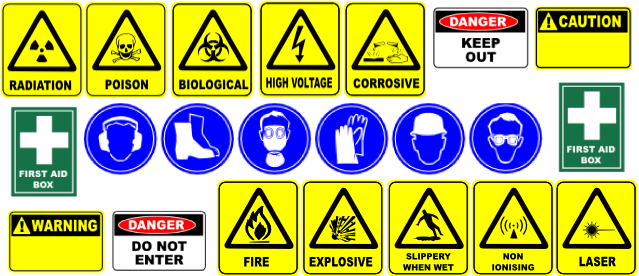 RADIATION
POISON
BIOLOGICAL
HIGH VOLTAGE
CORROSIVE
DANGER
KEEP
OUT
CAUTION
FIRST AID
BOX
FIRST AID
BOX
WARNING
DANGER
DO NOT
ENTER
FIRE
EXPLOSIVE
SLIPPERY
WHEN WET
NON
IONISING
LASER